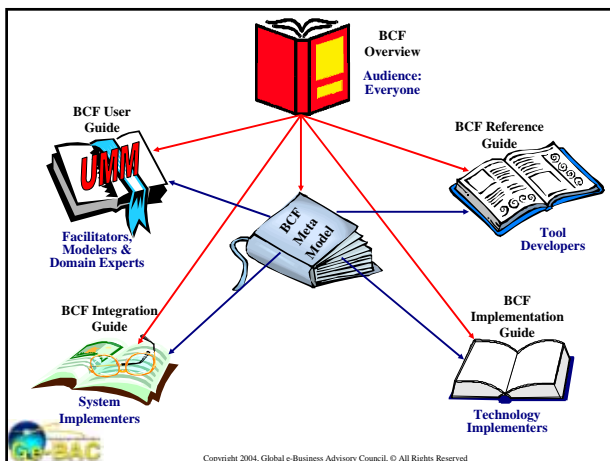 BCF
Overview
Audience:
Everyone
BCF User
Guide
UMM
Facilitators,
Modelers &
Domain Experts
BCF Reference
Guide
Tool
Developers
BCF
Meta
Model
BCF Integration
Guide
System
Implementers
BCF
Implementation
Guide
Technology
Implementers
Ge-BAC
Copyright 2004, Global e-Business Advisory Council, © All Rights Reserved